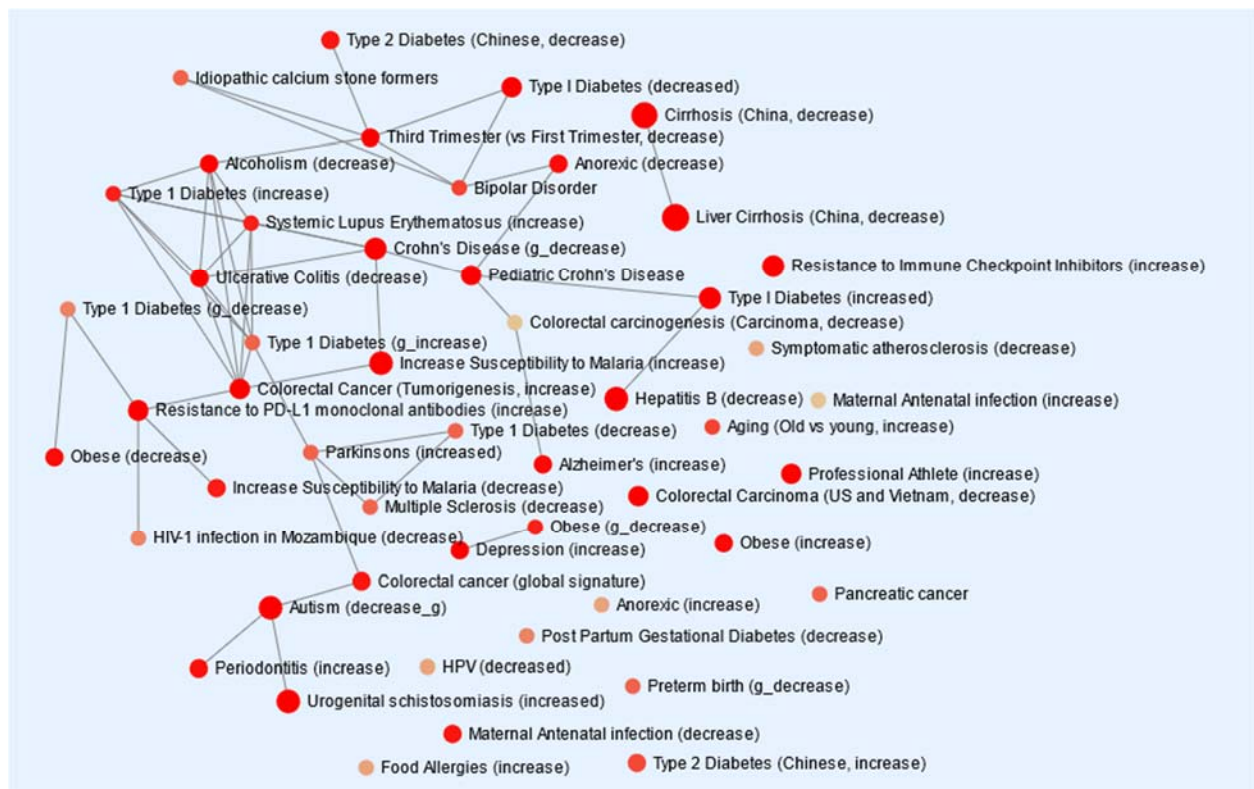 Type 2 Diabetes (Chinese, decrease)
Idiopathic calcium stone formers
Type I Diabetes (decreased)
Cirrhosis (China, decrease)
Third Trimester (vs First Trimester, decrease)
Alcoholism (decrease)
Anorexic (decrease)
Type 1 Diabetes (increase)
Bipolar Disorder
Systemic Lupus Erythematosus (increase)
Liver Cirrhosis (China, decrease)
Crohn's Disease (g_decrease)
Resistance to Immune Checkpoint Inhibitors (increase)
Ulcerative Colitis (decrease)
Pediatric Crohn's Disease
Type I Diabetes (increased)
Type 1 Diabetes (g_decrease)
Colorectal carcinogenesis (Carcinoma, decrease)
Type 1 Diabetes (g_increase)
Symptomatic atherosclerosis (decrease)
Increase Susceptibility to Malaria (increase)
Colorectal Cancer (Tumorigenesis, increase)
Hepatitis B (decrease)
Maternal Antenatal infection (increase)
Resistance to PD-L1 monoclonal antibodies (increase)
Type 1 Diabetes (decrease)
Aging (Old vs young, increase)
Parkinsons (increased)
Obese (decrease)
Alzheimer's (increase)
Professional Athlete (increase)
Increase Susceptibility to Malaria (decrease)
Colorectal Carcinoma (US and Vietnam, decrease)
Multiple Sclerosis (decrease)
Obese (g_decrease)
HIV-1 infection in Mozambique (decrease)
Depression (increase)
Obese (increase)
Colorectal cancer (global signature)
Pancreatic cancer
Autism (decrease_g)
Anorexic (increase)
Post Partum Gestational Diabetes (decrease)
Periodontitis (increase)
HPV (decreased)
Preterm birth (g_decrease)
Urogenital schistosomiasis (increased)
Maternal Antenatal infection (decrease)
Food Allergies (increase)
Type 2 Diabetes (Chinese, increase)